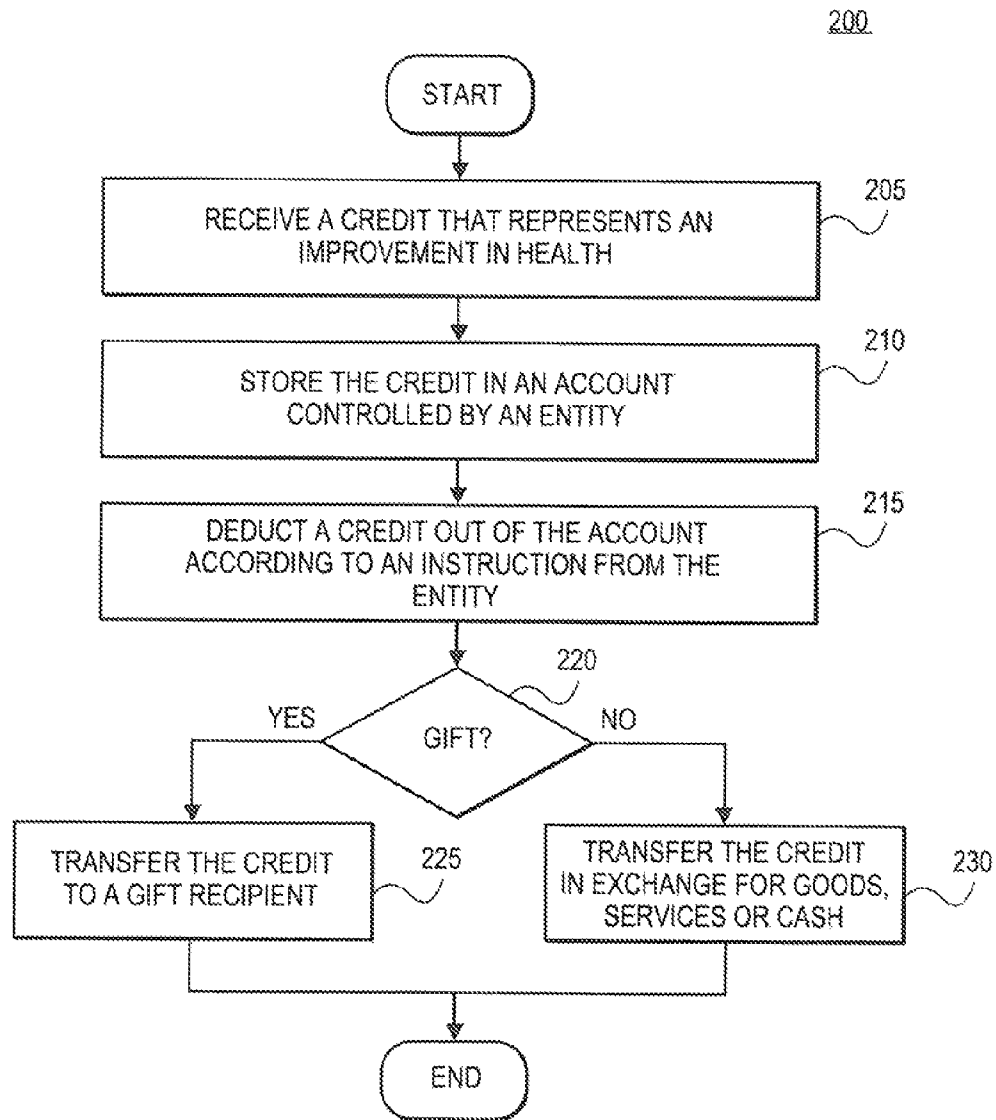 200
START
205
RECEIVE A CREDIT THAT REPRESENTS AN
IMPROVEMENT IN HEALTH
210
STORE THE CREDIT IN AN ACCOUNT
CONTROLLED BY AN ENTITY
215
DEDUCT A CREDIT OUT OF THE ACCOUNT
ACCORDING TO AN INSTRUCTION FROM THE
ENTITY
220
YES
GIFT?
NO
TRANSFER THE CREDIT
TO A GIFT RECIPIENT
225
TRANSFER THE CREDIT
IN EXCHANGE FOR GOODS,
SERVICES OR CASH
230
END